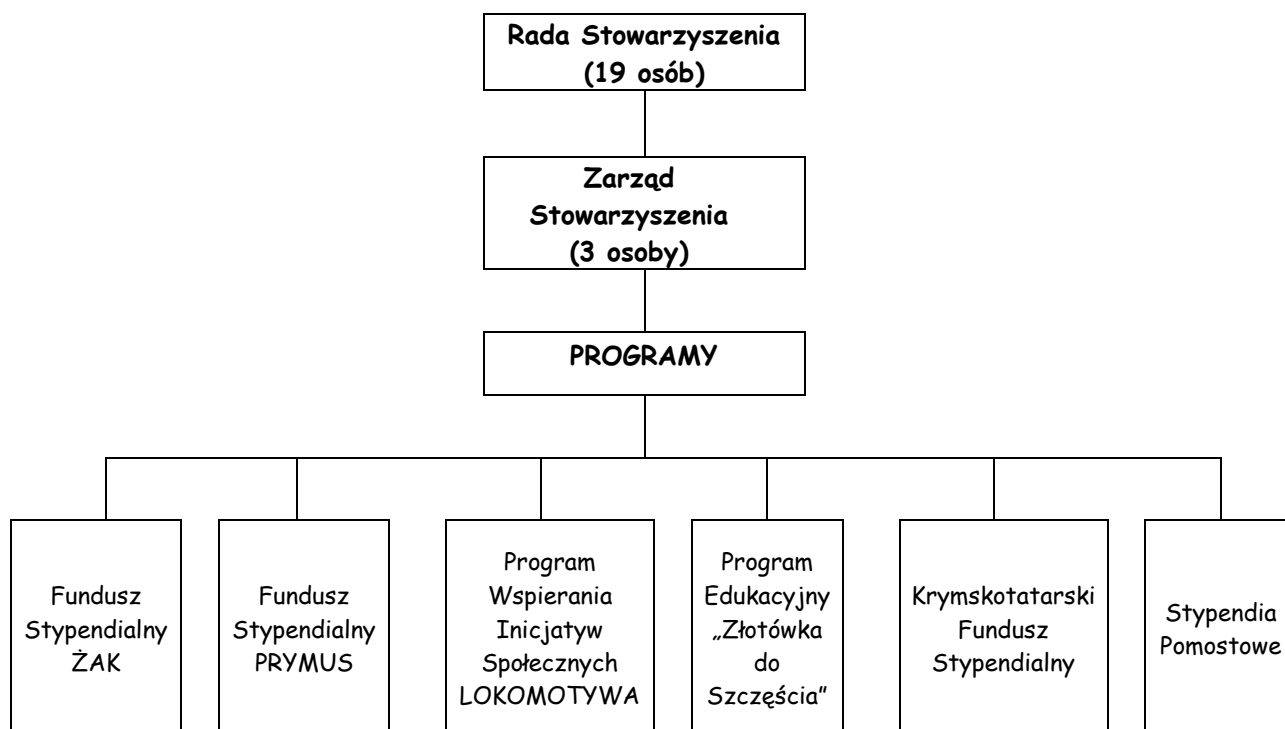 Rada Stowarzyszenia
(19 osób)
Zarząd
Stowarzyszenia
(3 osoby)
PROGRAMY
Fundusz
Stypendialny
ŻAK
Fundusz
Stypendialny
PRYMUS
Program
Wspierania
Inicjatyw
Społecznych
LOKOMOTYWA
Program
Edukacyjny
„Złotówka
do
Szczęścia”
Krymskotatarski
Fundusz
Stypendialny
Stypendia
Pomostowe